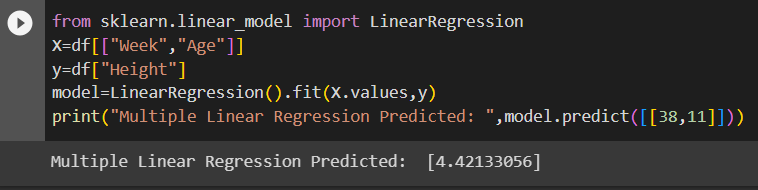 from sklearn.linear_model import LinearRegression
X=df[["Week","Age"]]
y=df["Height"]
model=LinearRegression().fit(X.values,y)
print("Multiple Linear Regression Predicted: ",model.predict([[38,11]]))
Multiple Linear Regression Predicted:  [4.42133056]